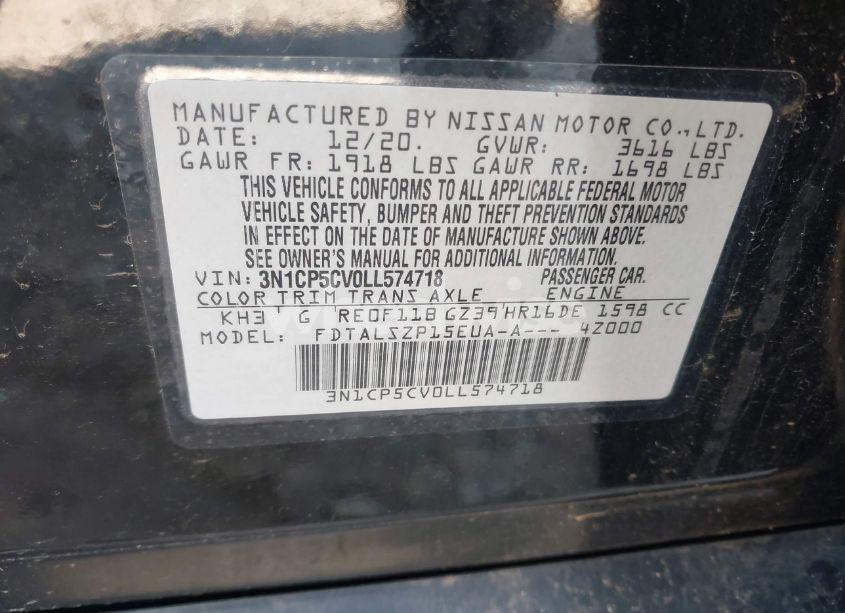 MANUFACTURED BY NISSAN MOTOR CO., LTD.
DATE: 12/20. GVWR: 3616 LBS
GAWR FR: 1918 LBS GAWR RR: 1698 LBS
THIS VEHICLE CONFORMS TO ALL APPLICABLE FEDERAL MOTOR
VEHICLE SAFETY, BUMPER AND THEFT PREVENTION STANDARDS
IN EFFECT ON THE DATE OF MANUFACTURE SHOWN ABOVE.
SEE OWNER'S MANUAL FOR ADDITIONAL INFORMATION.
VIN: 3N1CP5CV0LL574718 PASSENGER CAR.
COLOR TRIM TRANS AXLE ENGINE
KH3 G RE0F11B GZ39 HR16DE 1598 CC
MODEL: FDTALSZP15EUA-A--- 4Z000
3N1CP5CV0LL574718